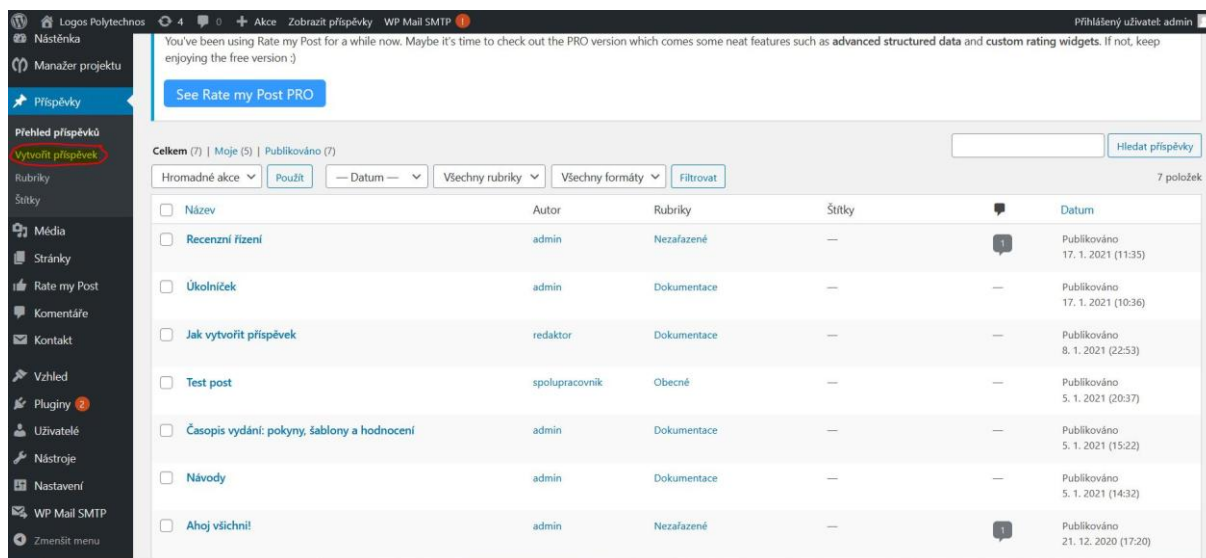 Logos Polytechnos 4 0 + Akce Zobrazit příspěvky WP Mail SMTP ! Přihlášený uživatel: admin
Nástěnka
Manažer projektu
Příspěvky
Přehled příspěvků
Vytvořit příspěvek
Rubriky
Štítky
Média
Stránky
Rate my Post
Komentáře
Kontakt
Vzhled
Pluginy 2
Uživatelé
Nástroje
Nastavení
WP Mail SMTP
Zmenšit menu
You've been using Rate my Post for a while now. Maybe it's time to check out the PRO version which comes some neat features such as advanced structured data and custom rating widgets. If not, keep
enjoying the free version :)
See Rate my Post PRO
Celkem (7) | Moje (5) | Publikováno (7)
Hledat příspěvky
Hromadné akce Použít — Datum — Všechny rubriky Všechny formáty Filtrovat 7 položek
Název Autor Rubriky Štítky Datum
Recenzní řízení admin Nezařazené — 1 Publikováno
17. 1. 2021 (11:35)
Úkolníček admin Dokumentace — — Publikováno
17. 1. 2021 (10:36)
Jak vytvořit příspěvek redaktor Dokumentace — — Publikováno
8. 1. 2021 (22:53)
Test post spolupracovník Obecné — — Publikováno
5. 1. 2021 (20:37)
Časopis vydání: pokyny, šablony a hodnocení admin Dokumentace — — Publikováno
5. 1. 2021 (15:22)
Návody admin Dokumentace — — Publikováno
5. 1. 2021 (14:32)
Ahoj všichni! admin Nezařazené — 1 Publikováno
21. 12. 2020 (17:20)